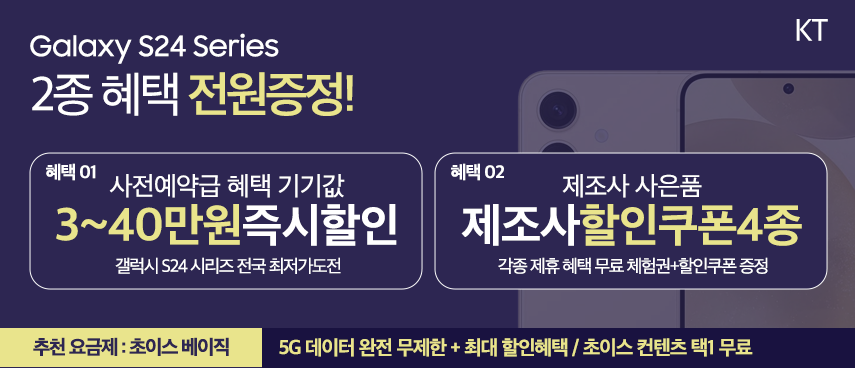 KT
Galaxy S24 Series
2종 혜택 전원증정!
혜택 01
사전예약급 혜택 기기값
3~40만원즉시할인
갤럭시 S24 시리즈 전국 최저가도전
혜택 02
제조사 사은품
제조사할인쿠폰4종
각종 제휴 혜택 무료 체험권+할인쿠폰 증정
추천 요금제 : 초이스 베이직
5G 데이터 완전 무제한 + 최대 할인혜택 / 초이스 컨텐츠 택1 무료